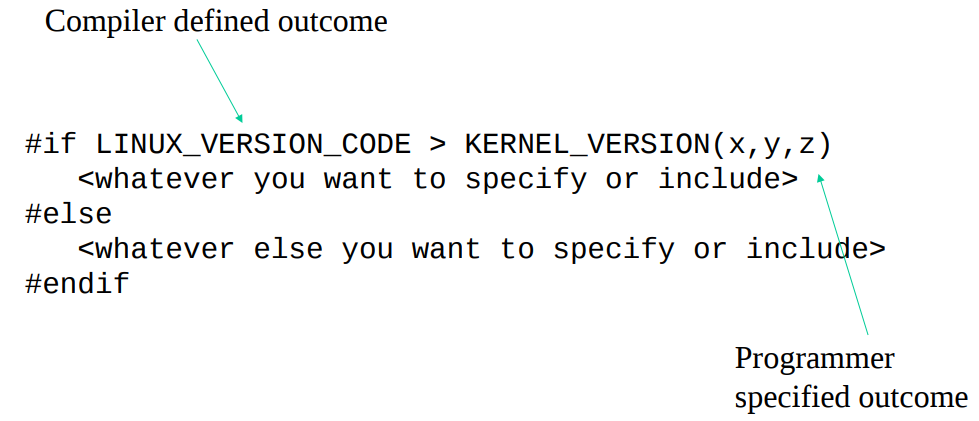 Compiler defined outcome
#if LINUX_VERSION_CODE > KERNEL_VERSION(x,y,z)
<whatever you want to specify or include>
#else
<whatever else you want to specify or include>
#endif
Programmer
specified outcome